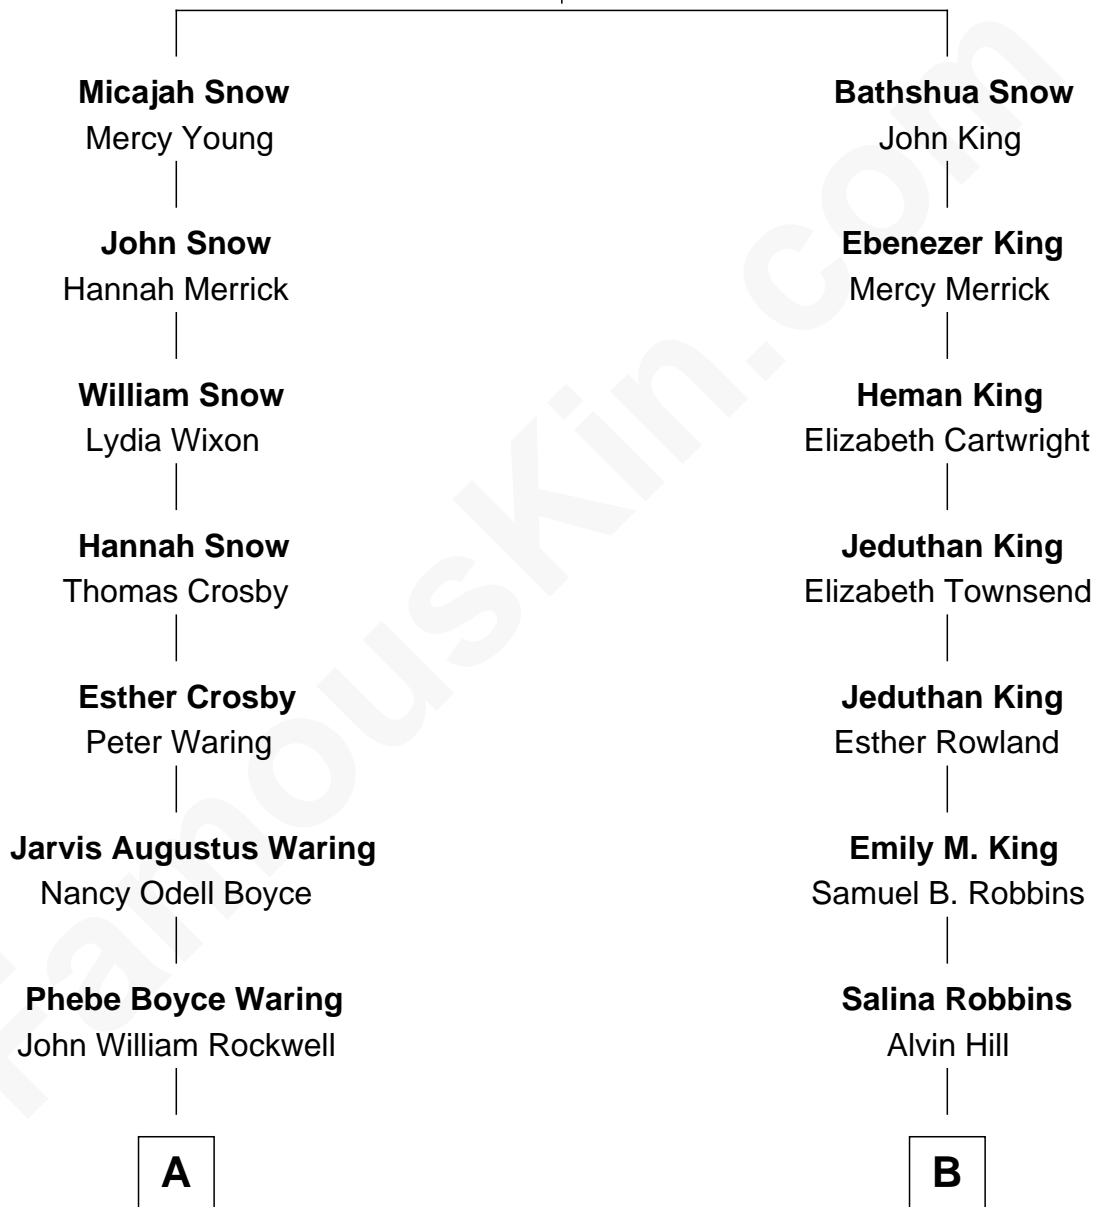 Micajah Snow
Mercy Young
John Snow
Hannah Merrick
William Snow
Lydia Wixon
Hannah Snow
Thomas Crosby
Esther Crosby
Peter Waring
Jarvis Augustus Waring
Nancy Odell Boyce
Phebe Boyce Waring
John William Rockwell
A
Bathshua Snow
John King
Ebenezer King
Mercy Merrick
Heman King
Elizabeth Cartwright
Jeduthan King
Elizabeth Townsend
Jeduthan King
Esther Rowland
Emily M. King
Samuel B. Robbins
Salina Robbins
Alvin Hill
B
FamousKin.com